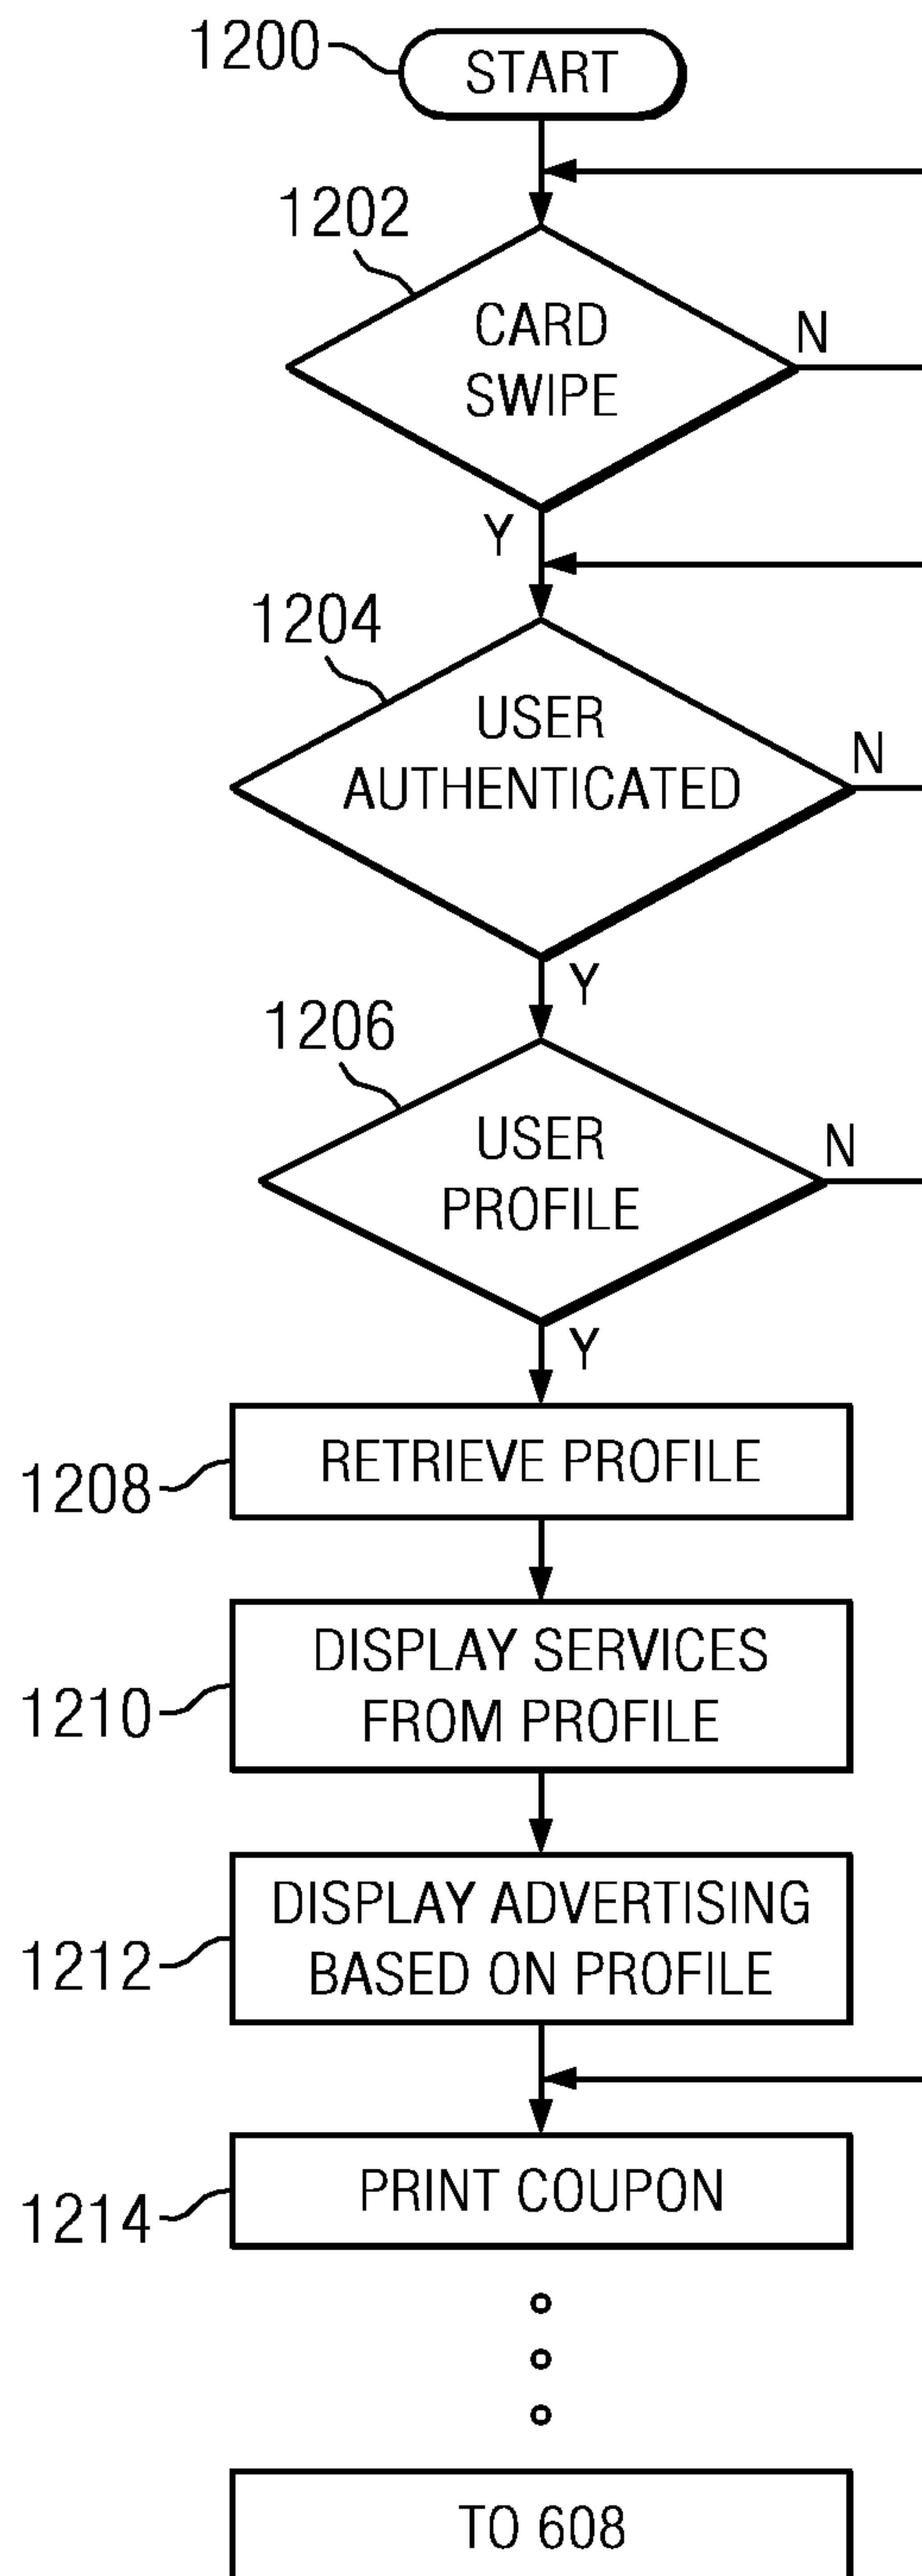 1200
START
1202
CARD
SWIPE
N
Y
1204
USER
AUTHENTICATED
N
Y
1206
USER
PROFILE
N
Y
1208
RETRIEVE PROFILE
1210
DISPLAY SERVICES
FROM PROFILE
1212
DISPLAY ADVERTISING
BASED ON PROFILE
1214
PRINT COUPON
TO 608